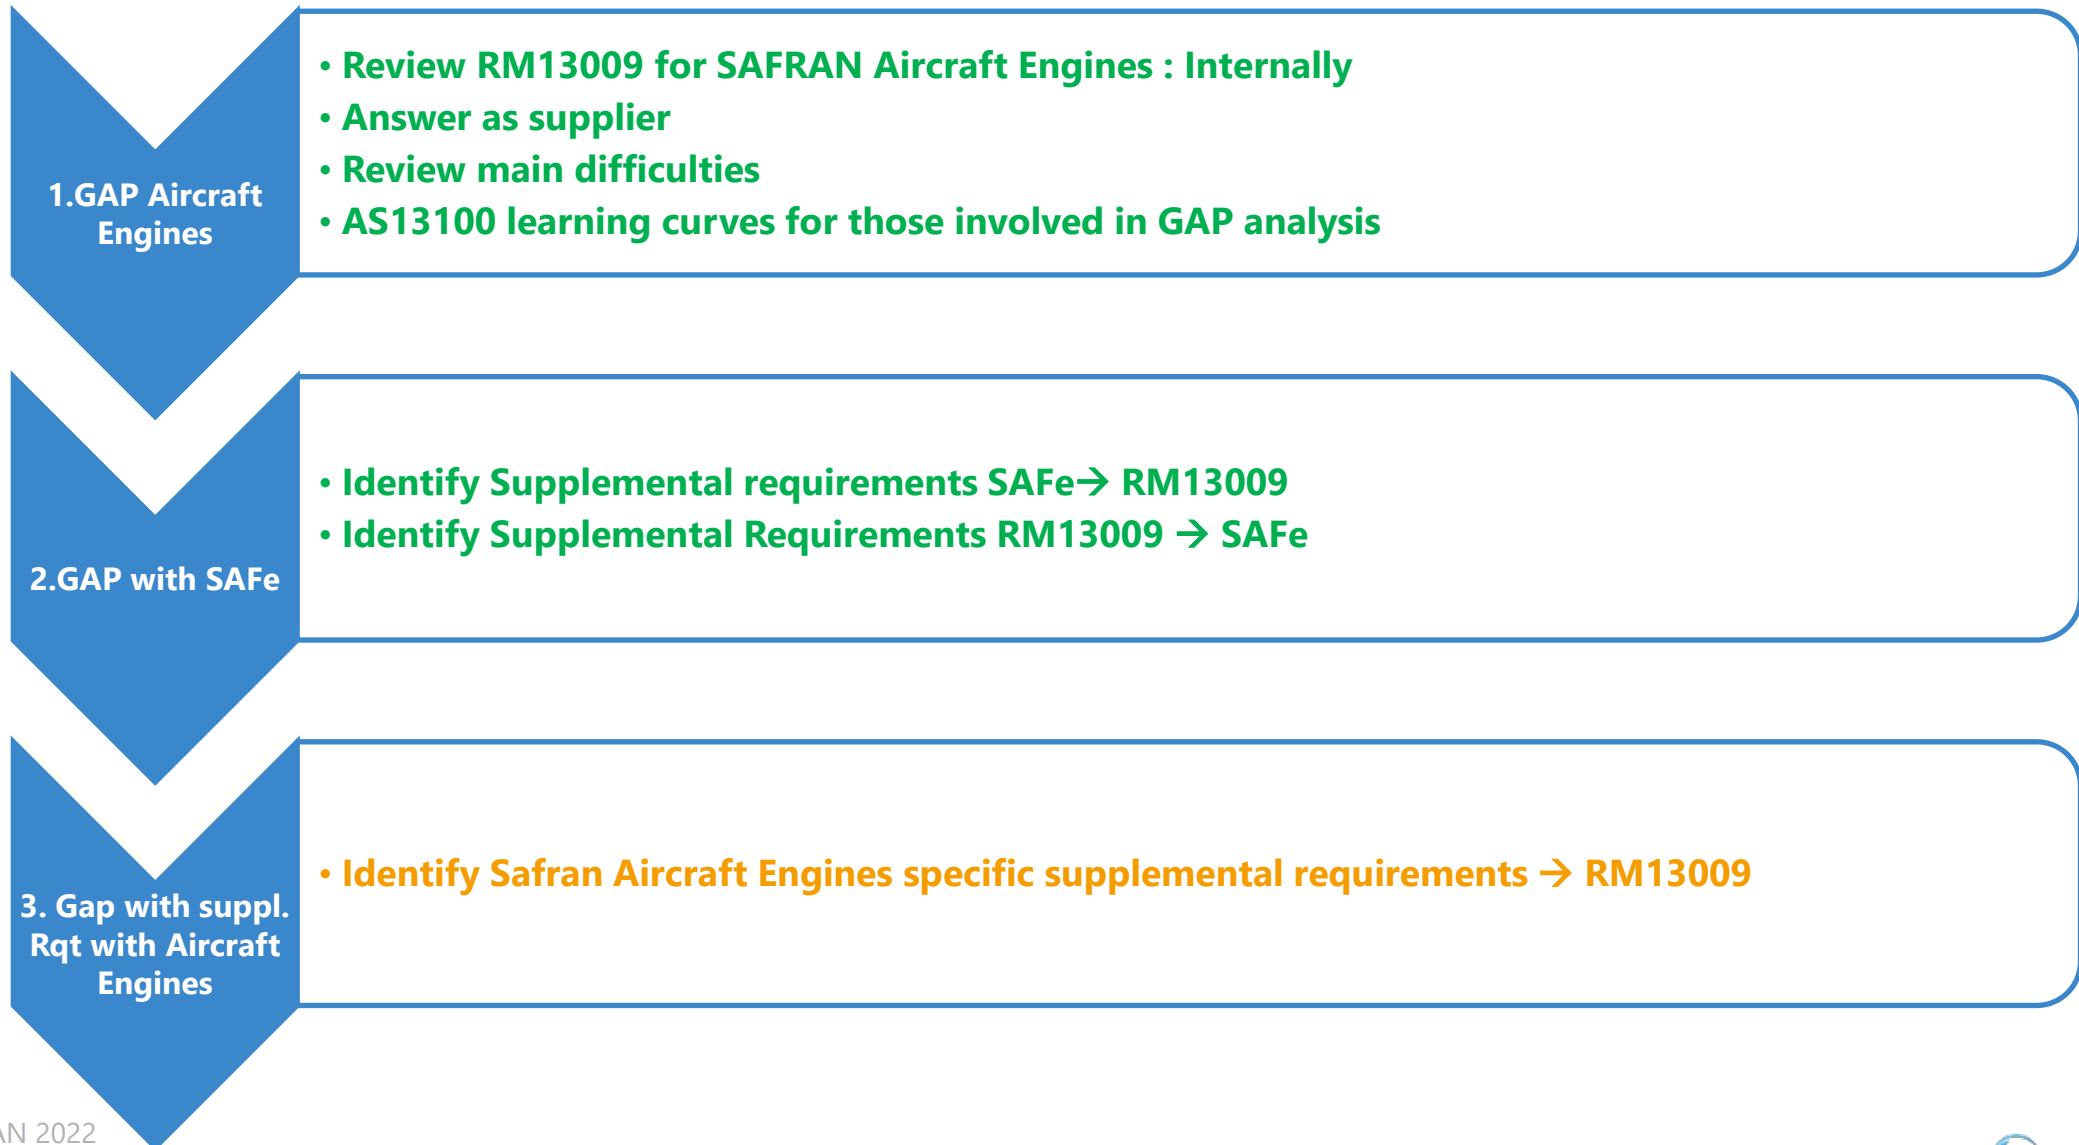 1.GAP Aircraft
Engines
• Review RM13009 for SAFRAN Aircraft Engines : Internally
• Answer as supplier
• Review main difficulties
• AS13100 learning curves for those involved in GAP analysis
2.GAP with SAFe
• Identify Supplemental requirements SAFe→ RM13009
• Identify Supplemental Requirements RM13009 → SAFe
3. Gap with suppl.
Rqt with Aircraft
Engines
• Identify Safran Aircraft Engines specific supplemental requirements → RM13009
AN 2022